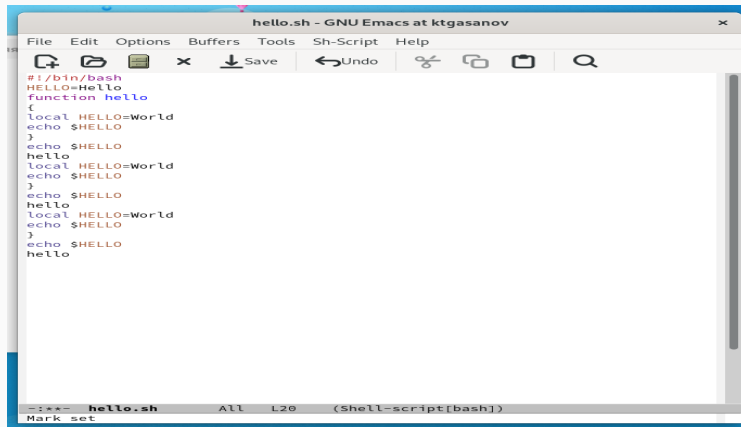 hello.sh - GNU Emacs at ktgasanov
File Edit Options Buffers Tools Sh-Script Help
Save Undo
#!/bin/bash
HELLO=Hello
function hello
{
local HELLO=World
echo $HELLO
}
echo $HELLO
hello
local HELLO=World
echo $HELLO
}
echo $HELLO
hello
local HELLO=World
echo $HELLO
}
echo $HELLO
hello
-:**- hello.sh All L20 (Shell-script[bash])
Mark set